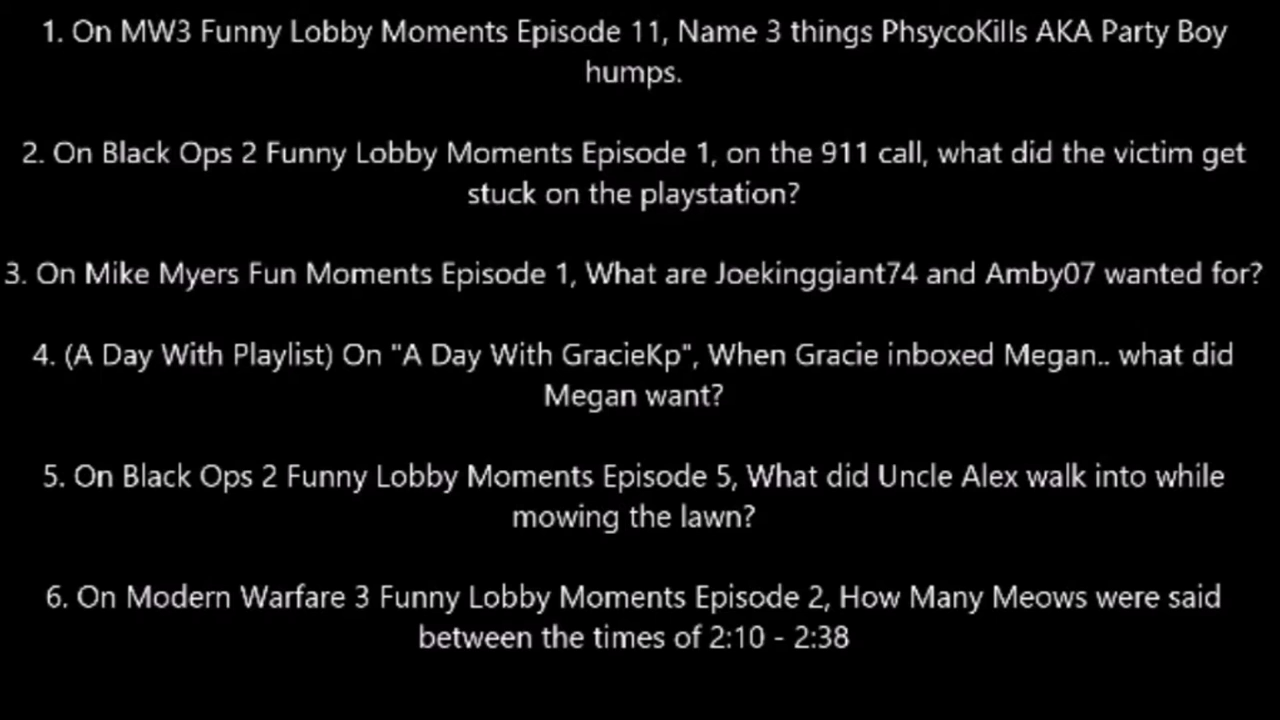 1. On MW3 Funny Lobby Moments Episode 11, Name 3 things PhsycoKills AKA Party Boy
humps.
2. On Black Ops 2 Funny Lobby Moments Episode 1, on the 911 call, what did the victim get
stuck on the playstation?
3. On Mike Myers Fun Moments Episode 1, What are Joekinggiant74 and Amby07 wanted for?
4. (A Day With Playlist) On "A Day With GracieKp", When Gracie inboxed Megan.. what did
Megan want?
5. On Black Ops 2 Funny Lobby Moments Episode 5, What did Uncle Alex walk into while
mowing the lawn?
6. On Modern Warfare 3 Funny Lobby Moments Episode 2, How Many Meows were said
between the times of 2:10 - 2:38